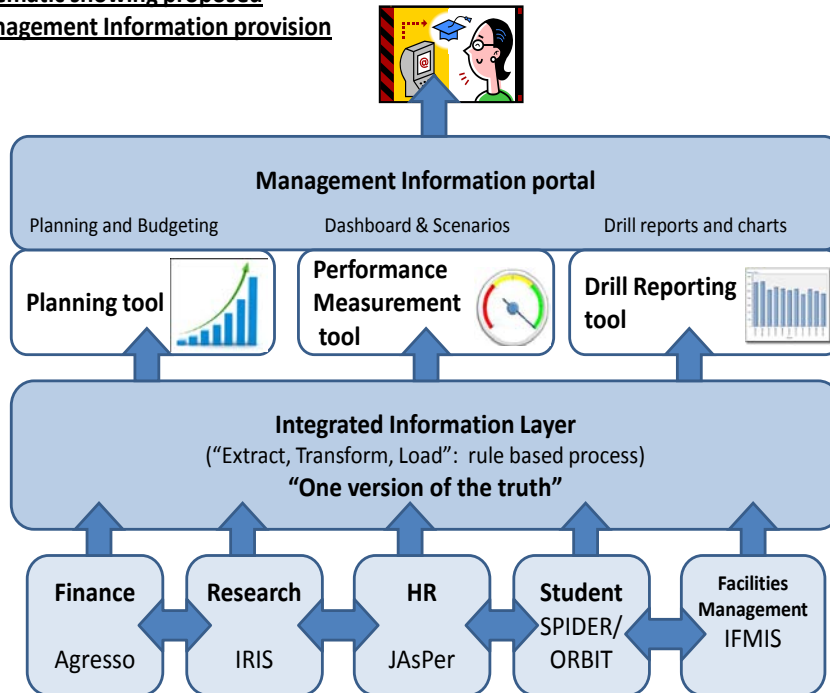 nagement Information provision
@
Management Information portal
Planning and Budgeting
Dashboard & Scenarios
Drill reports and charts
Planning tool
Performance
Measurement
tool
Drill Reporting
tool
Integrated Information Layer
(“Extract, Transform, Load”:  rule based process)
“One version of the truth”
Finance
Agresso
Research
IRIS
HR
JAsPer
Student
SPIDER/
ORBIT
Facilities
Management
IFMIS